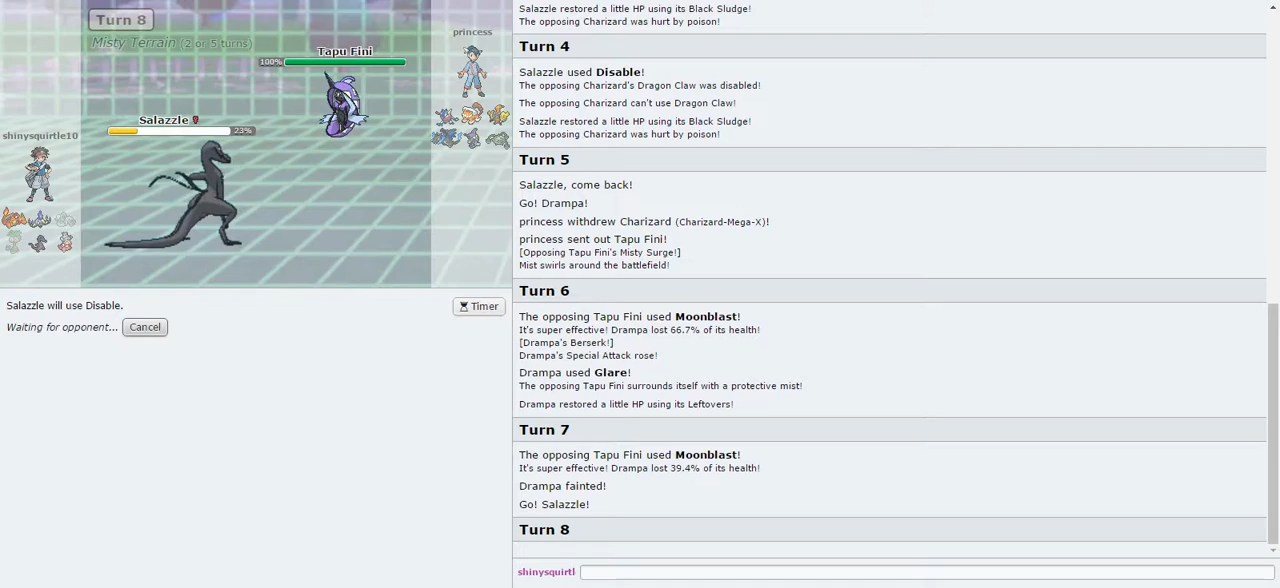 Turn 8
Misty Terrain (2 or 5 turns)
Tapu Fini
100%
Salazzle
23%
princess
shinysquirtle10
Salazzle will use Disable.
Timer
Waiting for opponent... Cancel
Salazzle restored a little HP using its Black Sludge!
The opposing Charizard was hurt by poison!
Turn 4
Salazzle used Disable!
The opposing Charizard's Dragon Claw was disabled!
The opposing Charizard can't use Dragon Claw!
Salazzle restored a little HP using its Black Sludge!
The opposing Charizard was hurt by poison!
Turn 5
Salazzle, come back!
Go! Drampa!
princess withdrew Charizard (Charizard-Mega-X)!
princess sent out Tapu Fini!
[Opposing Tapu Fini's Misty Surge!]
Mist swirls around the battlefield!
Turn 6
The opposing Tapu Fini used Moonblast!
It's super effective! Drampa lost 66.7% of its health!
[Drampa's Berserk!]
Drampa's Special Attack rose!
Drampa used Glare!
The opposing Tapu Fini surrounds itself with a protective mist!
Drampa restored a little HP using its Leftovers!
Turn 7
The opposing Tapu Fini used Moonblast!
It's super effective! Drampa lost 39.4% of its health!
Drampa fainted!
Go! Salazzle!
Turn 8
shinysquirtl